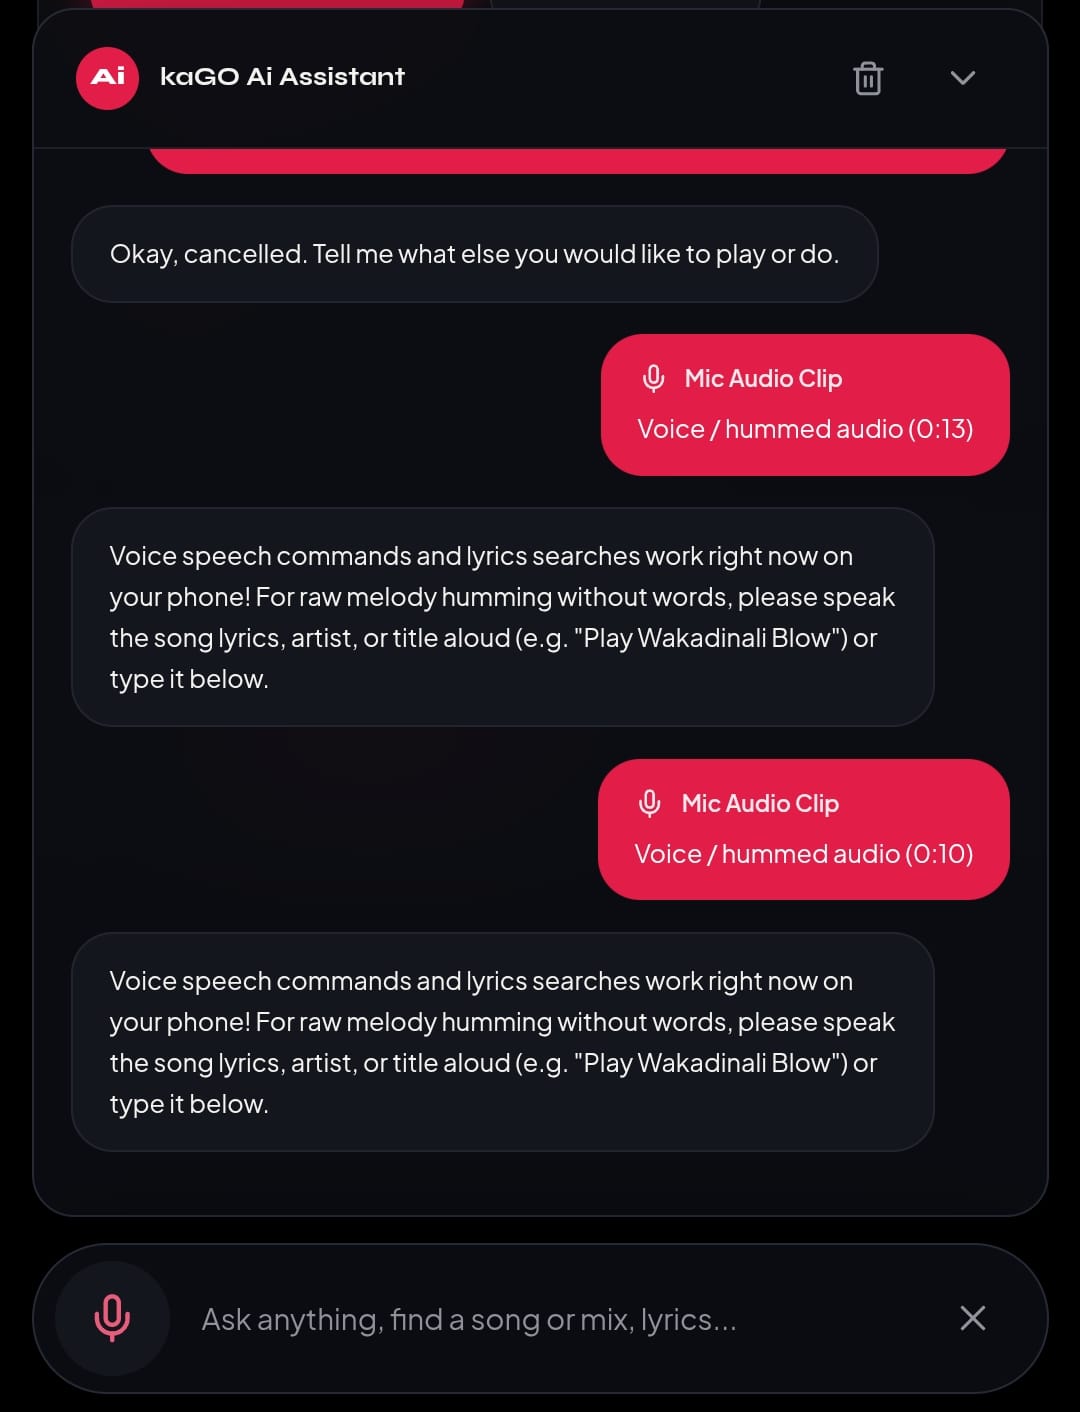 Ai kaGO Ai Assistant
Okay, cancelled. Tell me what else you would like to play or do.
Mic Audio Clip
Voice / hummed audio (0:13)
Voice speech commands and lyrics searches work right now on
your phone! For raw melody humming without words, please speak
the song lyrics, artist, or title aloud (e.g. "Play Wakadinali Blow") or
type it below.
Mic Audio Clip
Voice / hummed audio (0:10)
Voice speech commands and lyrics searches work right now on
your phone! For raw melody humming without words, please speak
the song lyrics, artist, or title aloud (e.g. "Play Wakadinali Blow") or
type it below.
Ask anything, find a song or mix, lyrics...